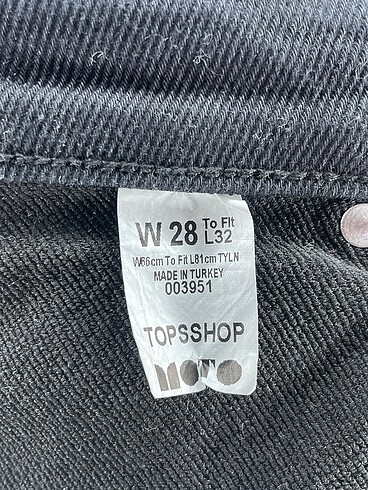 W 28 To Fit
L32
W66cm To Fit L81cm TYLN
MADE IN TURKEY
003951
TOPSSHOP
MOTO